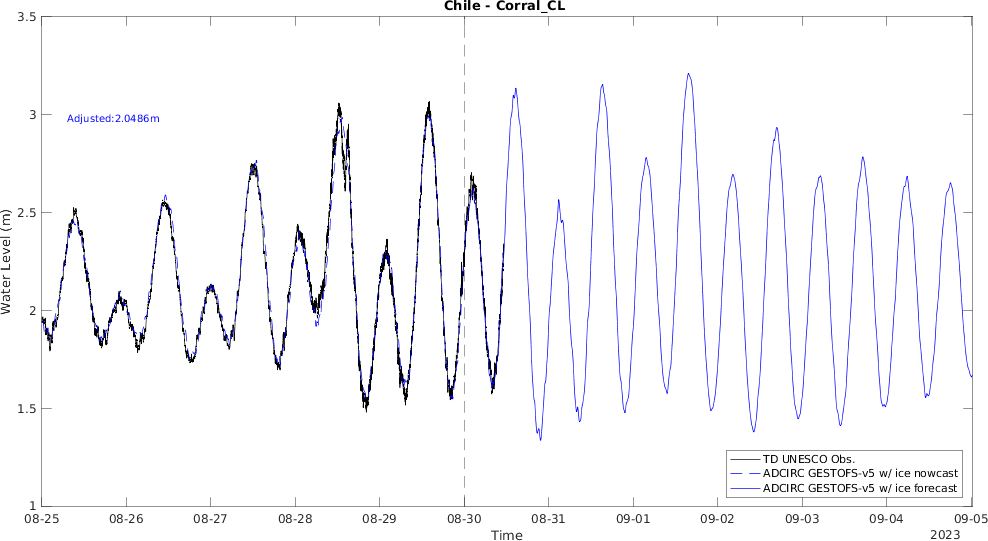 Chile - Corral_CL
3.5
3
2.5
2
1.5
1
Water Level (m)
Adjusted:2.0486m
TD UNESCO Obs.
ADCIRC GESTOFS-v5 w/ ice nowcast
ADCIRC GESTOFS-v5 w/ ice forecast
08-25 08-26 08-27 08-28 08-29 08-30 08-31 09-01 09-02 09-03 09-04 09-05
Time
2023